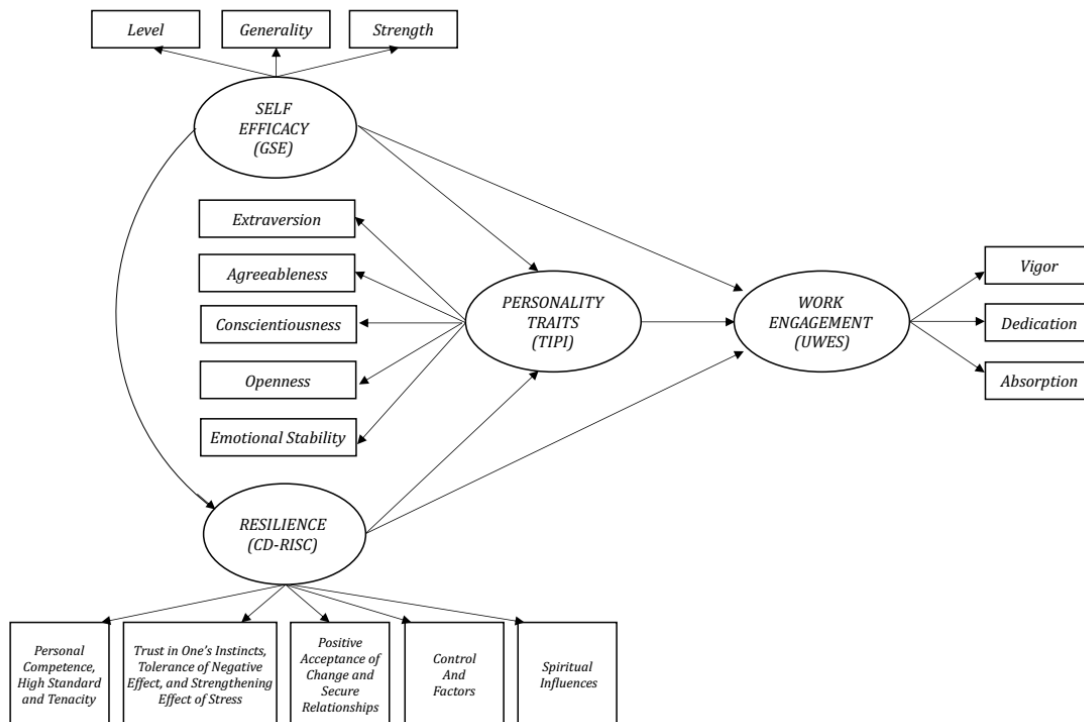 Level
Generality
Strength
SELF
EFFICACY
(GSE)
Extraversion
Agreeableness
Conscientiousness
Openness
Emotional Stability
PERSONALITY
TRAITS
(TIPI)
WORK
ENGAGEMENT
(UWES)
Vigor
Dedication
Absorption
RESILIENCE
(CD-RISC)
Personal
Competence,
High Standard
and Tenacity
Trust in One's Instincts,
Tolerance of Negative
Effect, and Strengthening
Effect of Stress
Positive
Acceptance of
Change and
Secure
Relationships
Control
And
Factors
Spiritual
Influences